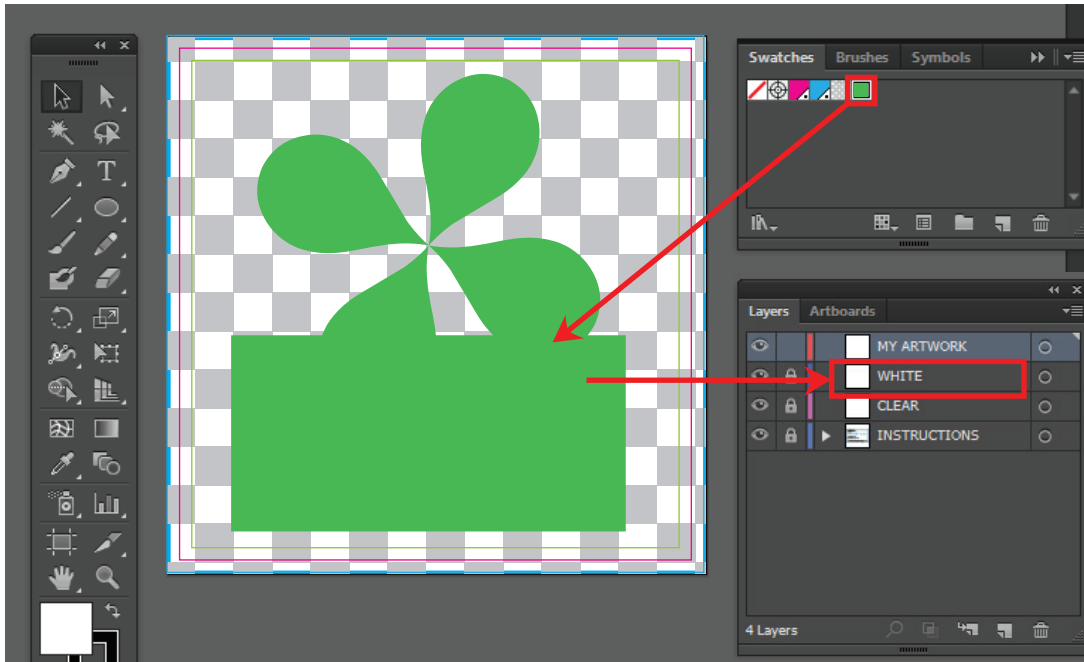 Swatches Brushes Symbols
Layers Artboards
MY ARTWORK
WHITE
CLEAR
INSTRUCTIONS
4 Layers